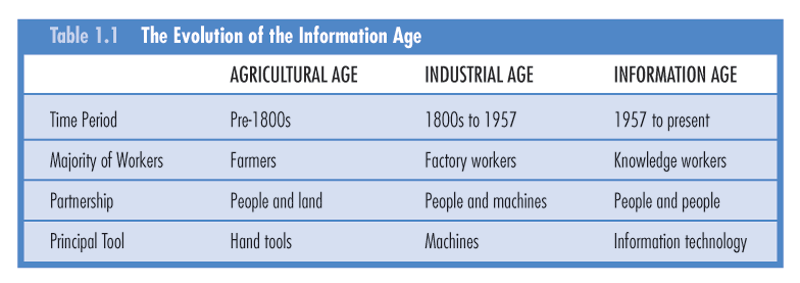 Table 1.1 The Evolution of the Information Age
AGRICULTURAL AGE INDUSTRIAL AGE INFORMATION AGE
Time Period Pre-1800s 1800s to 1957 1957 to present
Majority of Workers Farmers Factory workers Knowledge workers
Partnership People and land People and machines People and people
Principal Tool Hand tools Machines Information technology